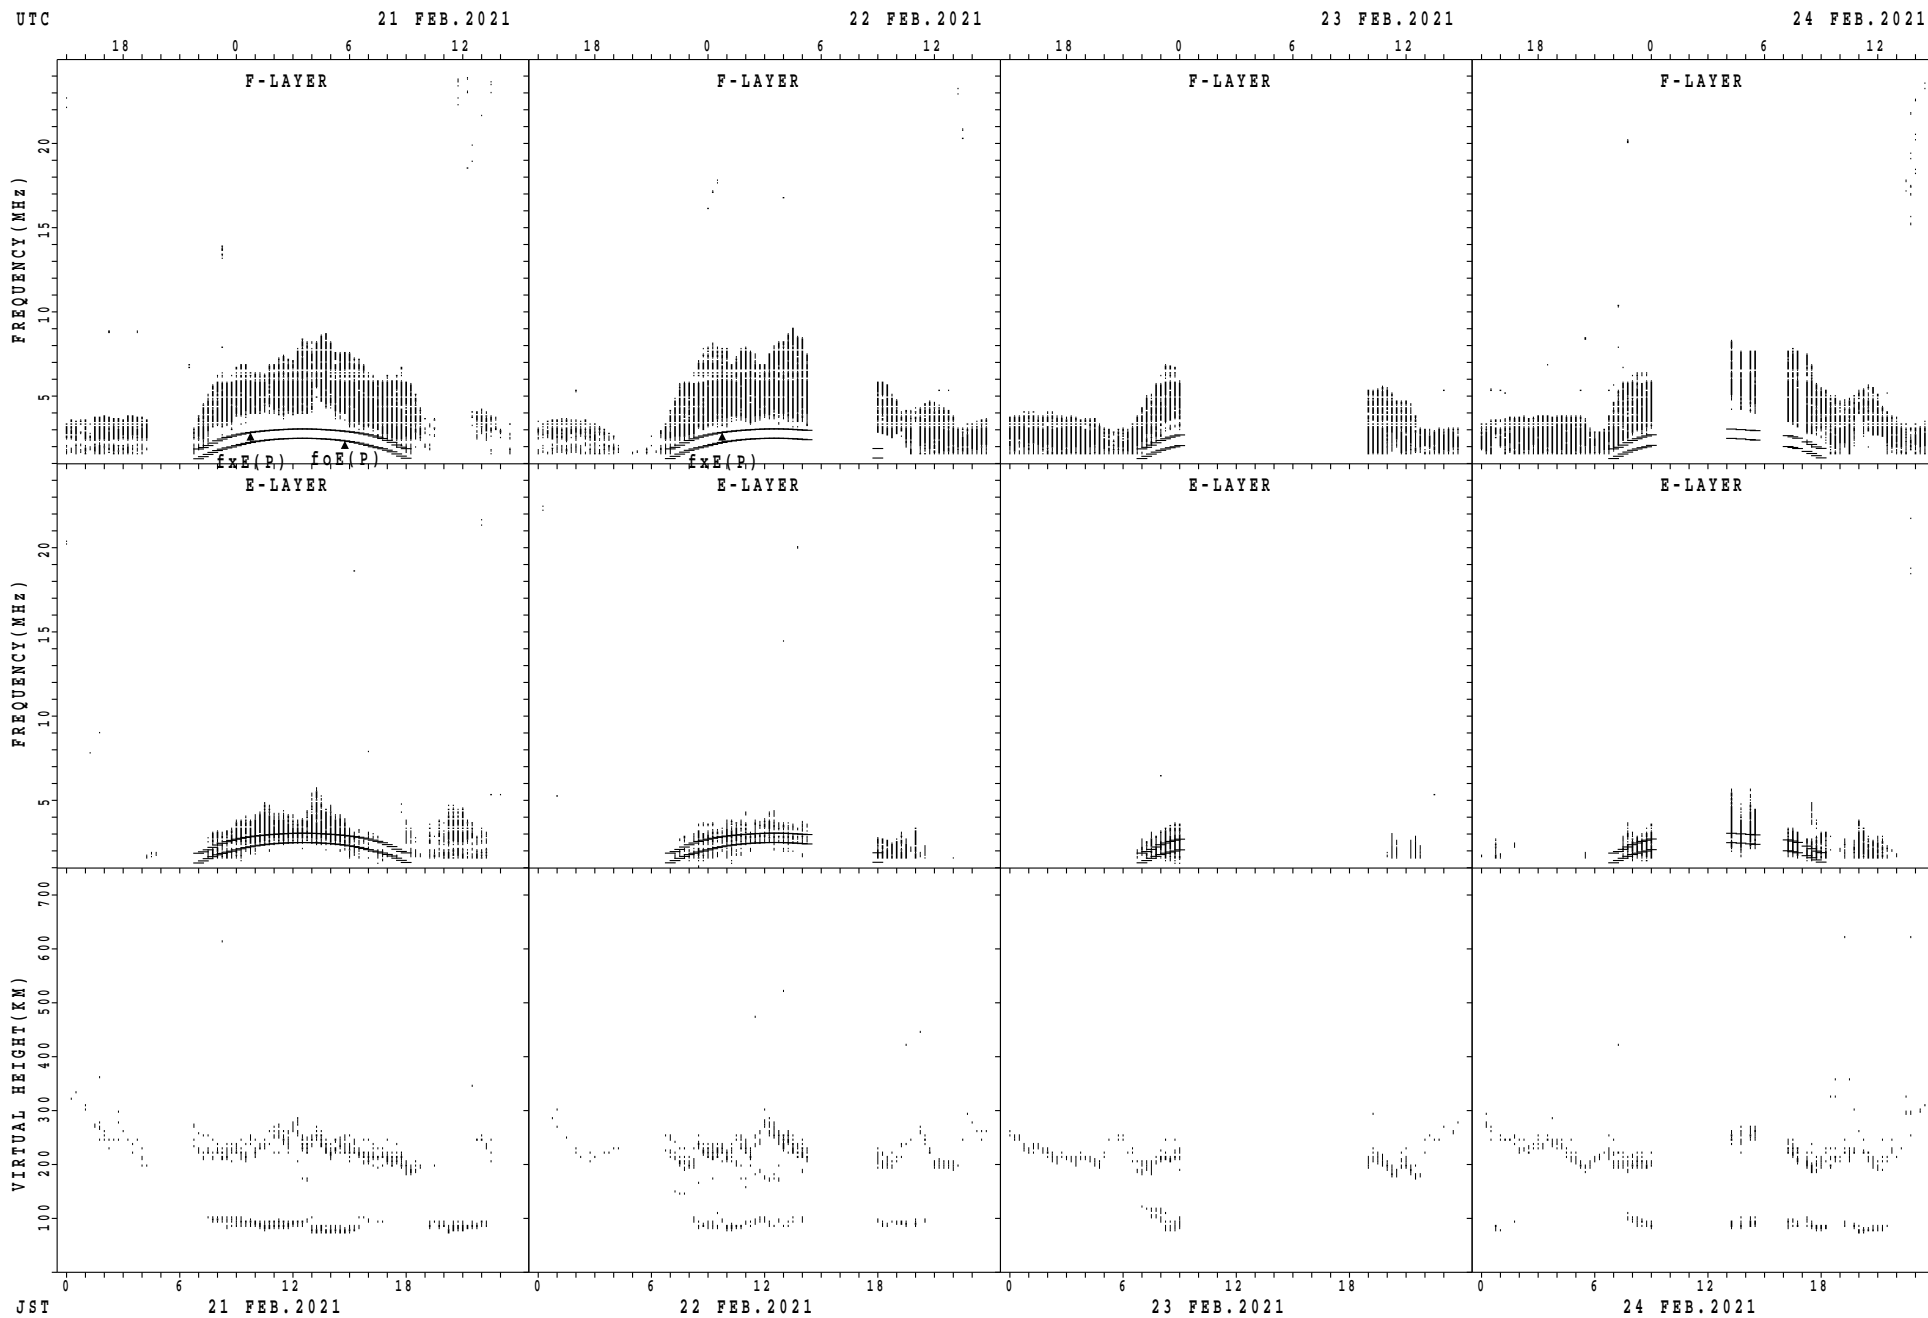 UTC 21 FEB.2021 22 FEB.2021 23 FEB.2021 24 FEB.2021
18 0 6 12 18 0 6 12 18 0 6 12 18 0 6 12
F-LAYER F-LAYER F-LAYER F-LAYER
FREQUENCY(MHz)
20
15
10
5
fxE(P) foE(P) fxE(P)
E-LAYER E-LAYER E-LAYER E-LAYER
FREQUENCY(MHz)
20
15
10
5
VIRTUAL HEIGHT(KM)
700
600
500
400
300
200
100
0 6 12 18 0 6 12 18 0 6 12 18 0 6 12 18
JST 21 FEB.2021 22 FEB.2021 23 FEB.2021 24 FEB.2021